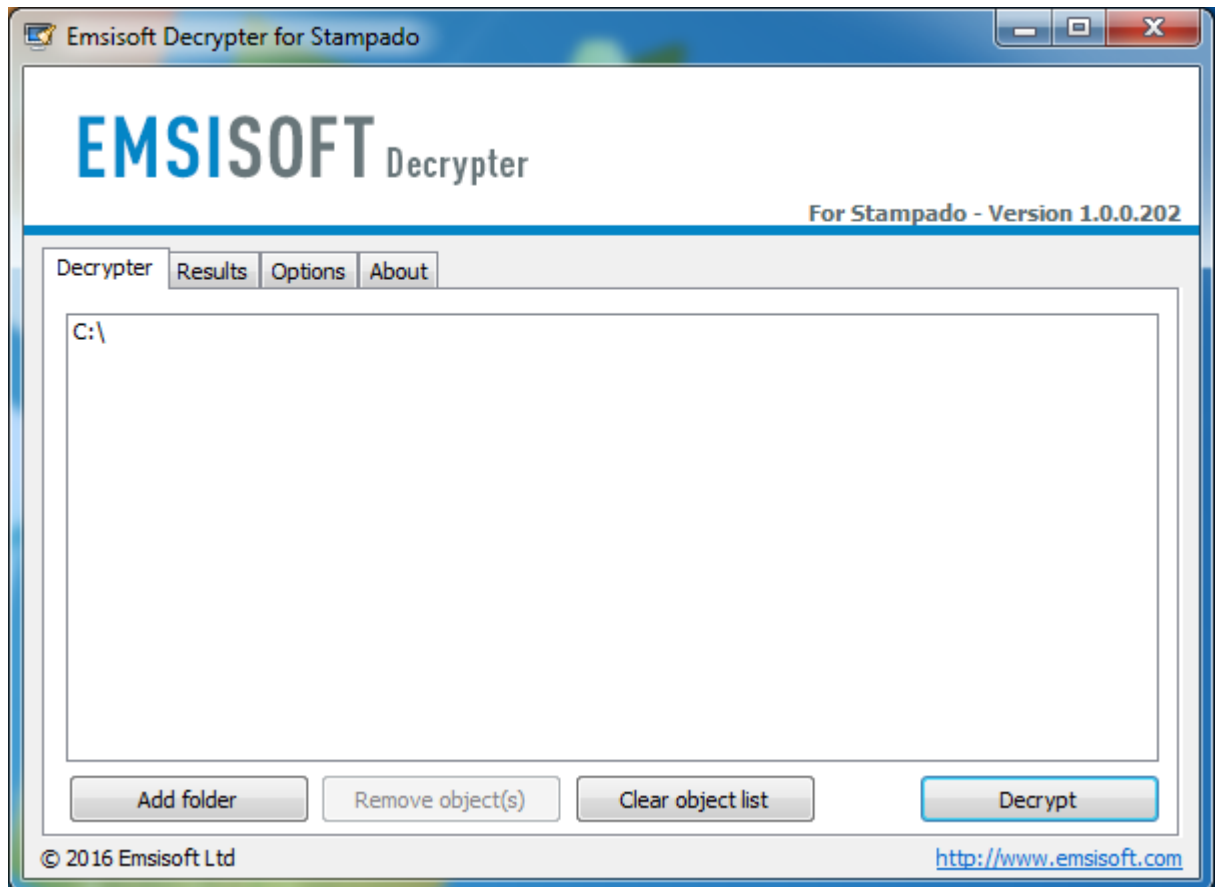 Emsisoft Decrypter for Stampado
EMSISOFT Decrypter
For Stampado - Version 1.0.0.202
Decrypter Results Options About
C:\
Add folder Remove object(s) Clear object list Decrypt
© 2016 Emsisoft Ltd http://www.emsisoft.com